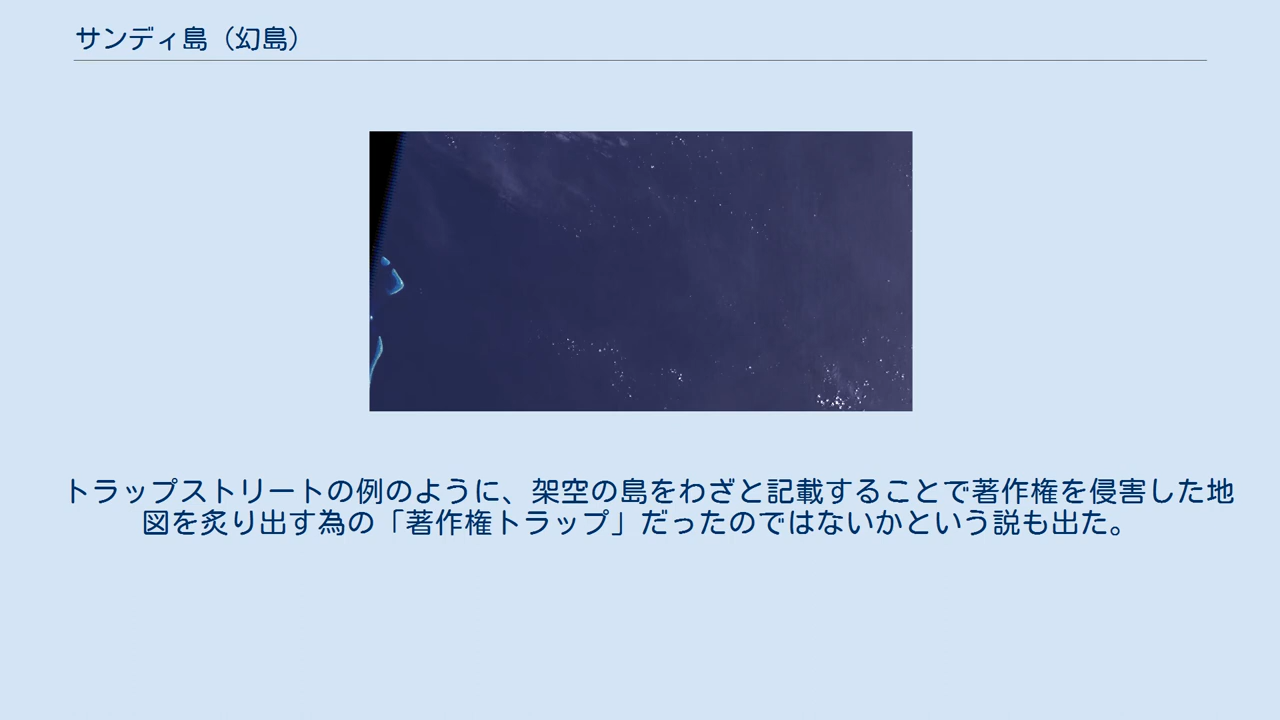 サンディ島（幻島）
トラップストリートの例のように、架空の島をわざと記載することで著作権を侵害した地
図を炙り出す為の「著作権トラップ」だったのではないかという説も出た。